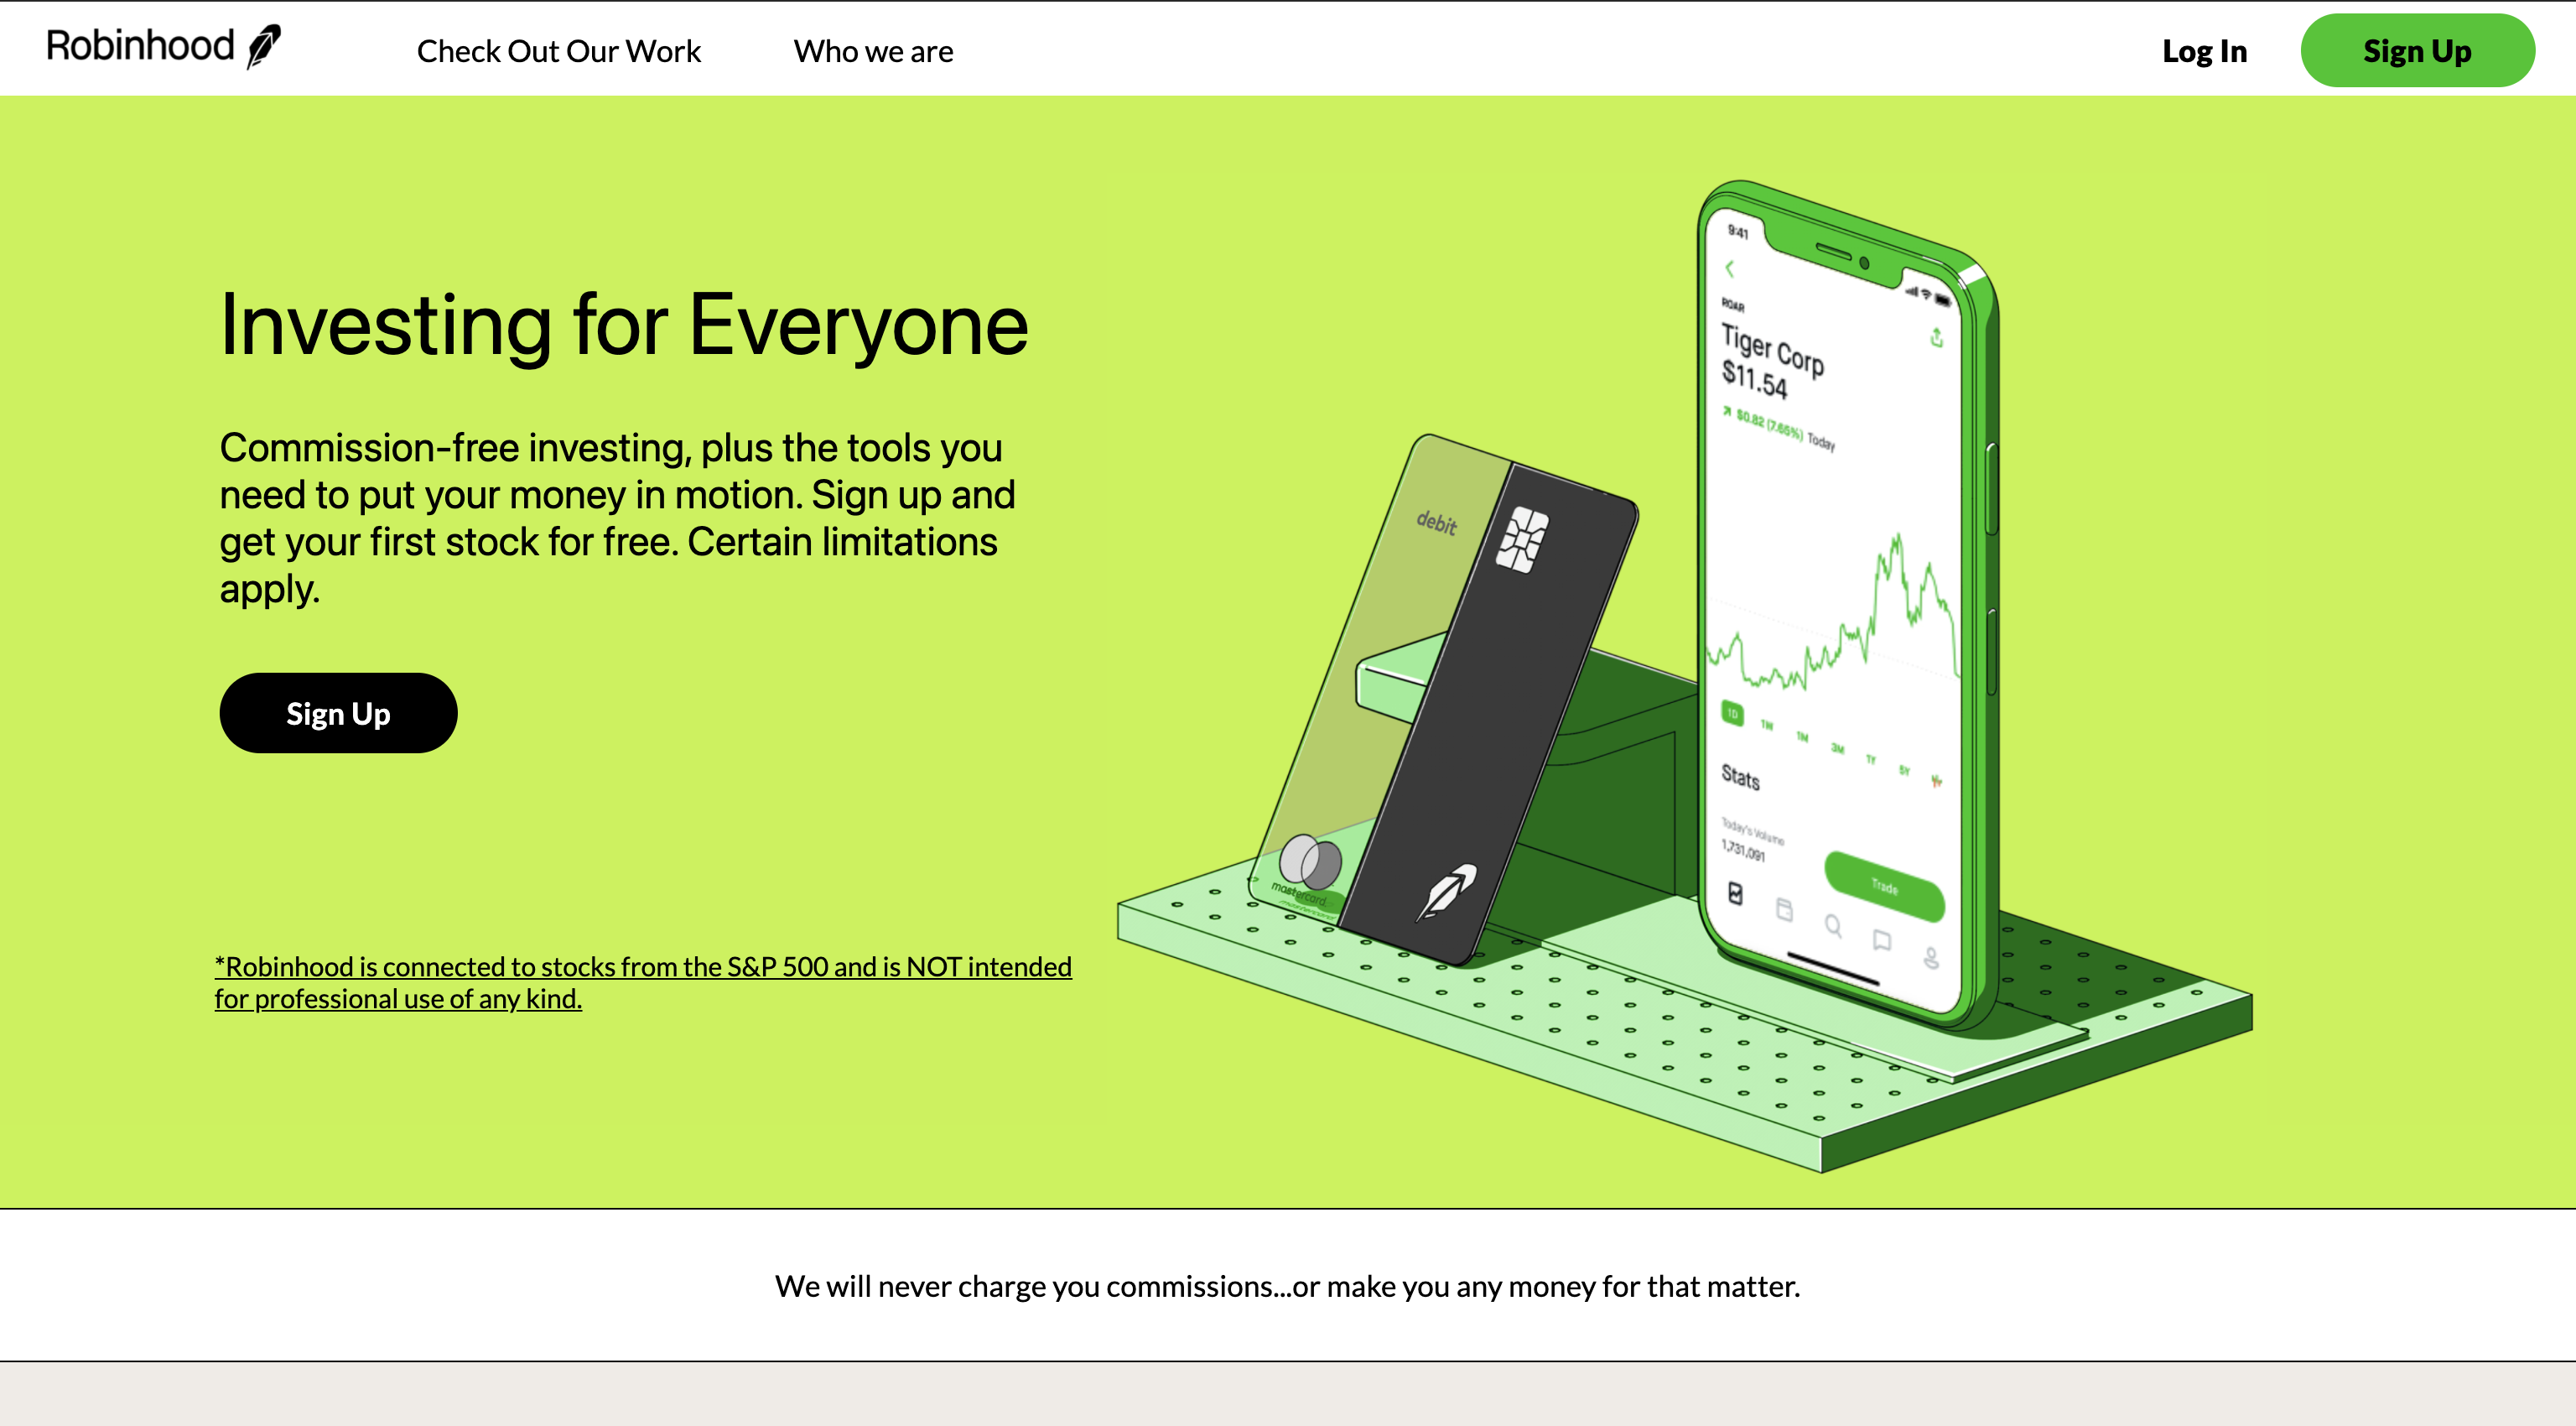 Robinhood
Check Out Our Work
Who we are
Log In
Sign Up
Investing for Everyone
Commission-free investing, plus the tools you
need to put your money in motion. Sign up and
get your first stock for free. Certain limitations
apply.
Sign Up
*Robinhood is connected to stocks from the S&P 500 and is NOT intended
for professional use of any kind.
debit
mastercard
9:41
ROAR
Tiger Corp
$11.54
$0.82 (7.65%) Today
1D
1M
3M
1Y
5Y
Stats
Today's Volume
1,731,091
Trade
We will never charge you commissions...or make you any money for that matter.